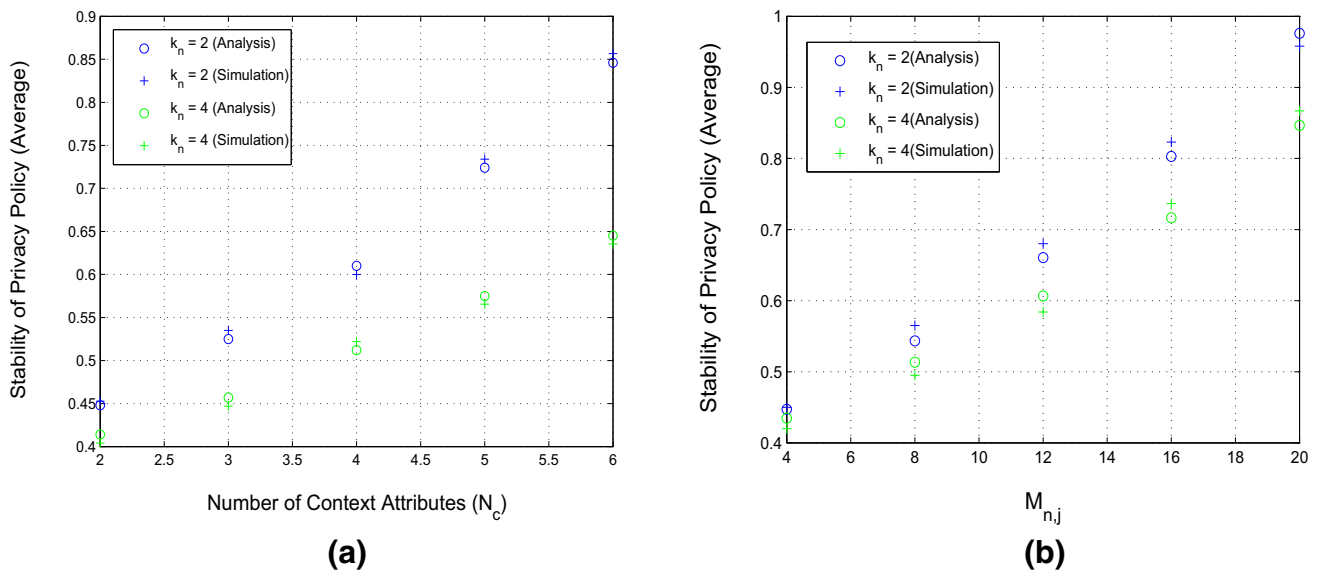 0.9
0.85
0.8
0.75
0.7
0.65
0.6
0.55
0.5
0.45
0.4
Stability of Privacy Policy (Average)
k_n = 2 (Analysis)
k_n = 2 (Simulation)
k_n = 4 (Analysis)
k_n = 4 (Simulation)
2 2.5 3 3.5 4 4.5 5 5.5 6
Number of Context Attributes (N_c)
(a)
1
0.9
0.8
0.7
0.6
0.5
0.4
Stability of Privacy Policy (Average)
k_n = 2(Analysis)
k_n = 2(Simulation)
k_n = 4(Analysis)
k_n = 4(Simulation)
4 6 8 10 12 14 16 18 20
M_n,j
(b)